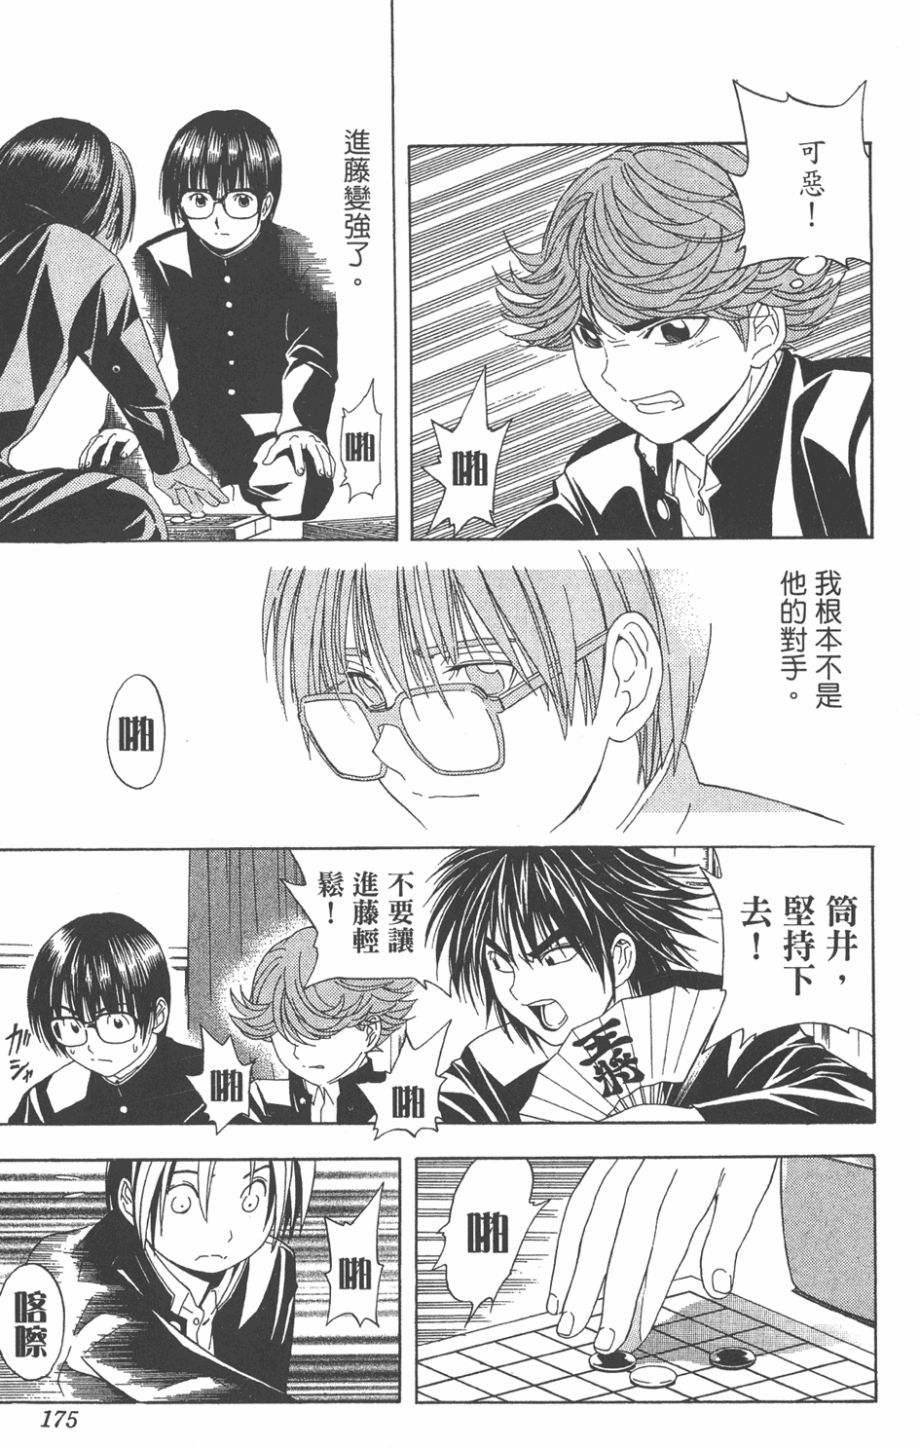 可惡！
啪
進藤變強了。
啪
我根本不是
他的對手。
啪
筒井，
堅持下
去！
王將
不要讓
進藤輕
鬆！
啪
啪
ガシャ
啪
啪
喀嚓
175